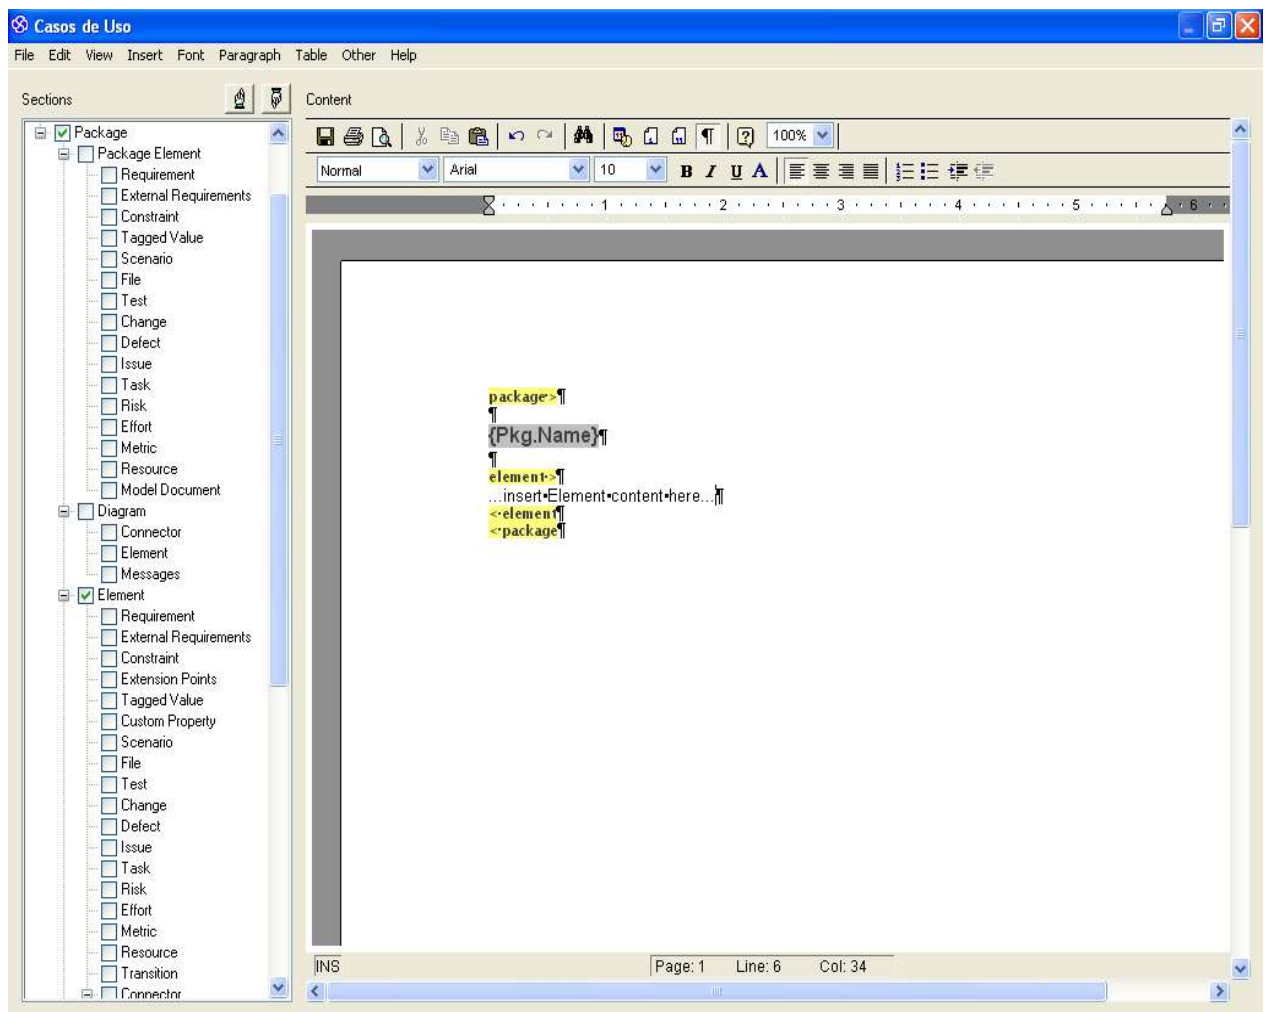 Casos de Uso
File Edit View Insert Font Paragraph Table Other Help
Sections
Content
Package
Package Element
Requirement
External Requirements
Constraint
Tagged Value
Scenario
File
Test
Change
Defect
Issue
Task
Risk
Effort
Metric
Resource
Model Document
Diagram
Connector
Element
Messages
Element
Requirement
External Requirements
Constraint
Extension Points
Tagged Value
Custom Property
Scenario
File
Test
Change
Defect
Issue
Task
Risk
Effort
Metric
Resource
Transition
Connector
100%
Normal Arial 10 B I U A
1 2 3 4 5 6
package >¶
¶
{Pkg.Name}¶
¶
element >¶
...insert Element content here...¶
< element¶
< package¶
INS Page: 1 Line: 6 Col: 34